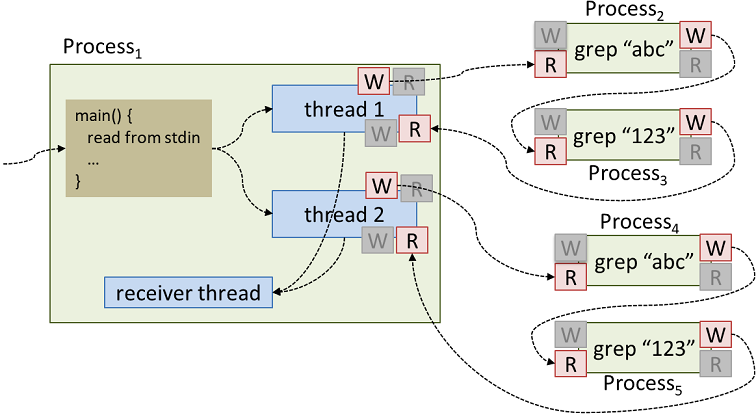 Process2
W W
grep “abc”
R R
Process1
W R
thread 1
W R
main() {
read from stdin
...
}
W W
grep “123”
R R
Process3
W R
thread 2
W R
Process4
W W
grep “abc”
R R
receiver thread
W W
grep “123”
R R
Process5